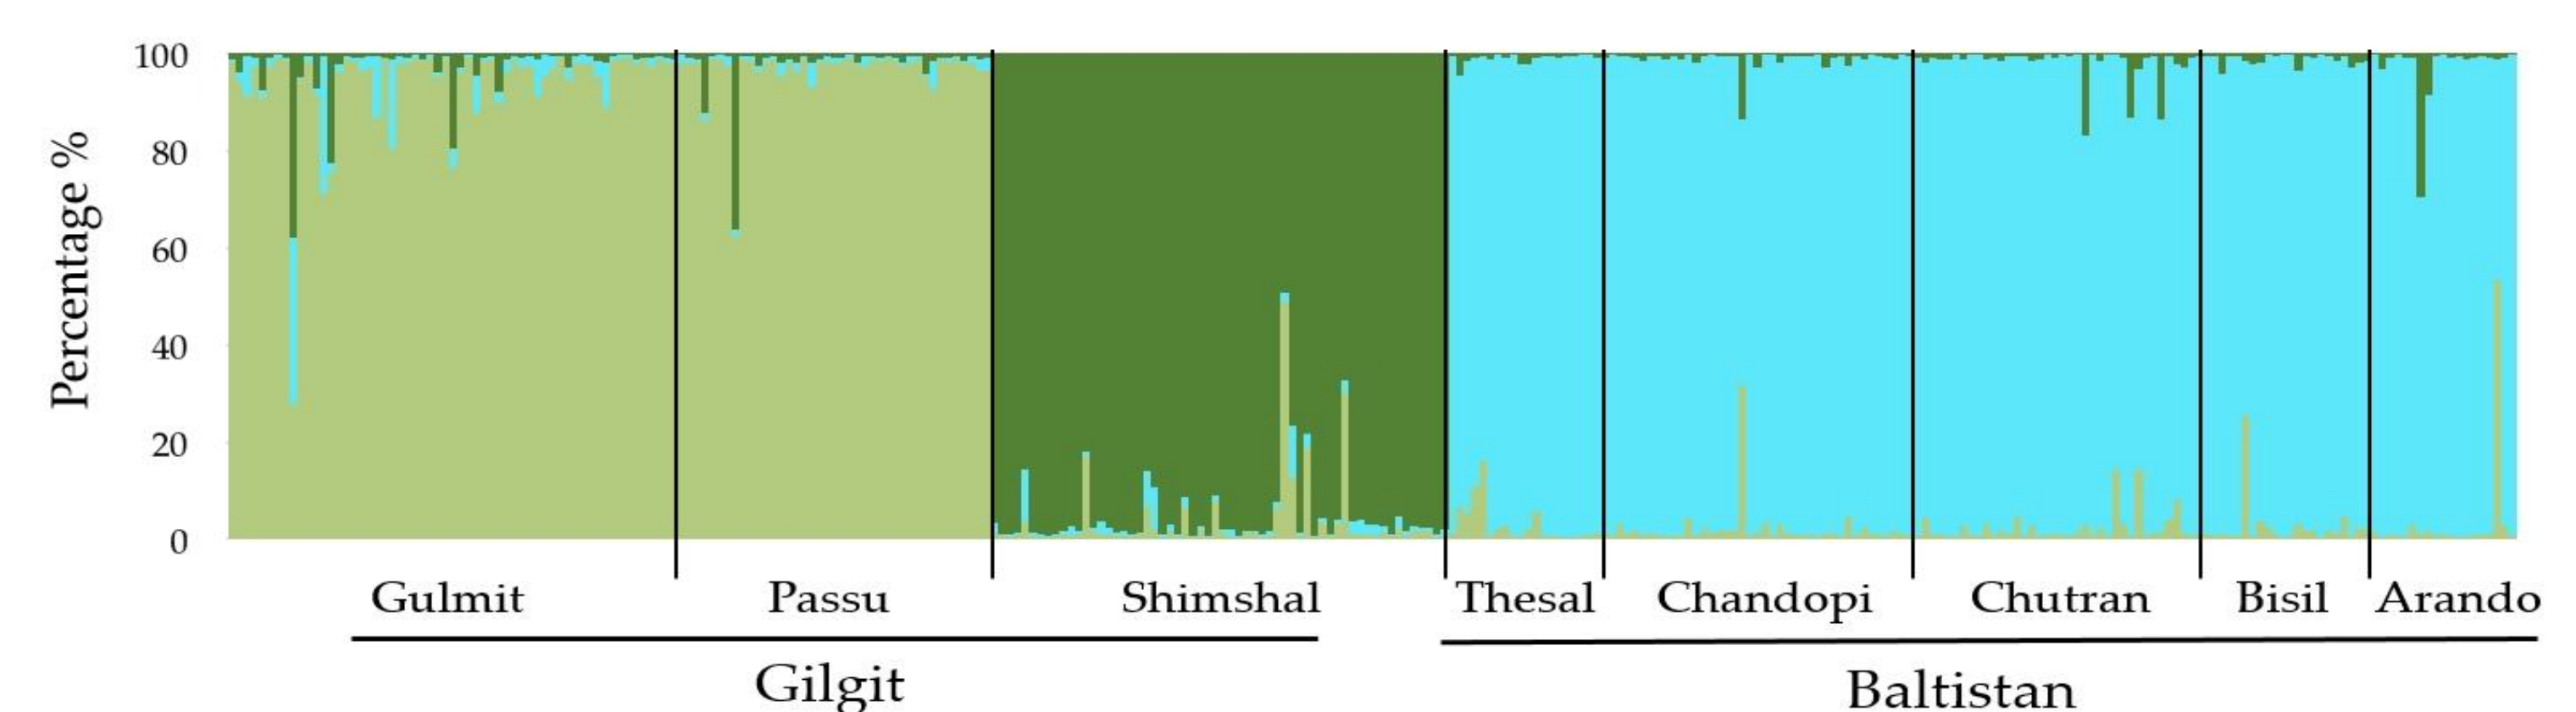 Percentage %
100
80
60
40
20
0
Gulmit Passu Shimshal Thesal Chandopi Chutran Bisil Arando
Gilgit Baltistan